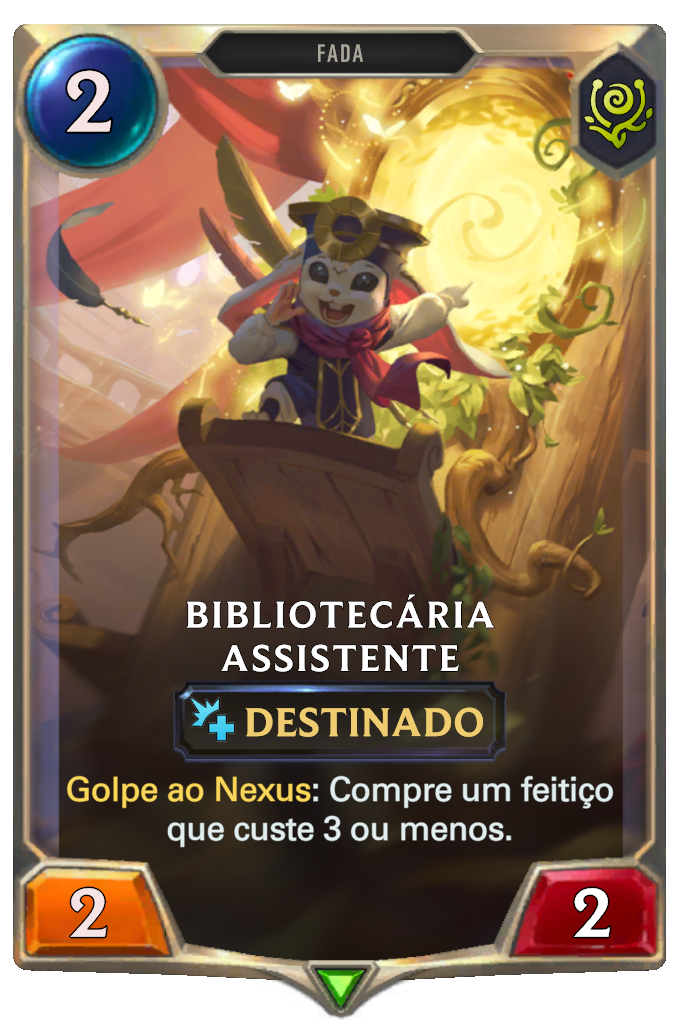 2
FADA
BIBLIOTECÁRIA
ASSISTENTE
DESTINADO
Golpe ao Nexus: Compre um feitiço
que custe 3 ou menos.
2
2